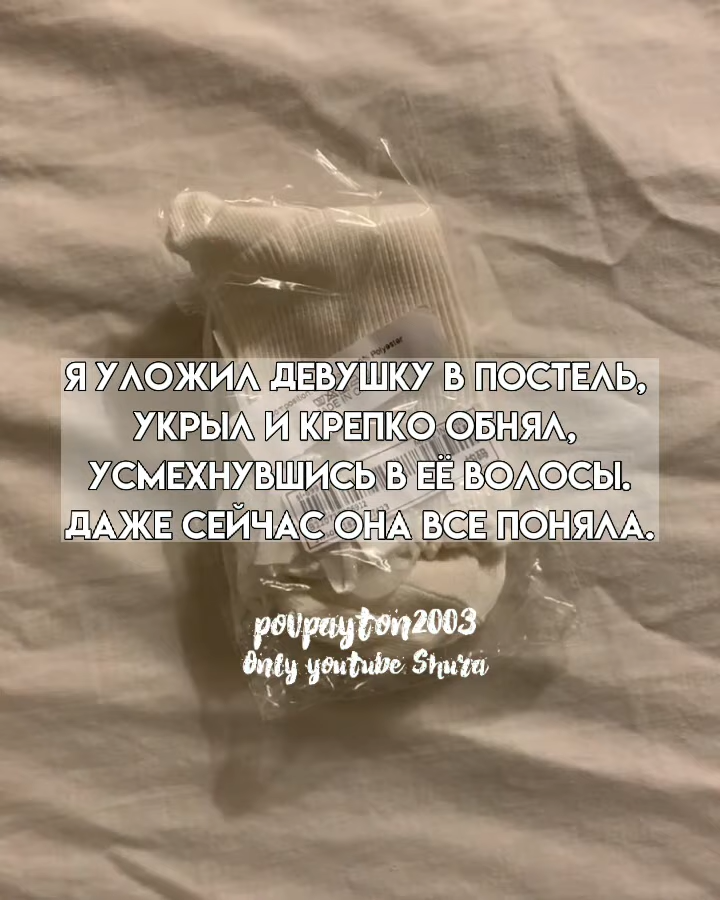 Я УЛОЖИЛ ДЕВУШКУ В ПОСТЕЛЬ,
УКРЫЛ И КРЕПКО ОБНЯЛ,
УСМЕХНУВШИСЬ В ЕЁ ВОЛОСЫ.
ДАЖЕ СЕЙЧАС ОНА ВСЕ ПОНЯЛА.
povpayton2003
Only youtube Shura